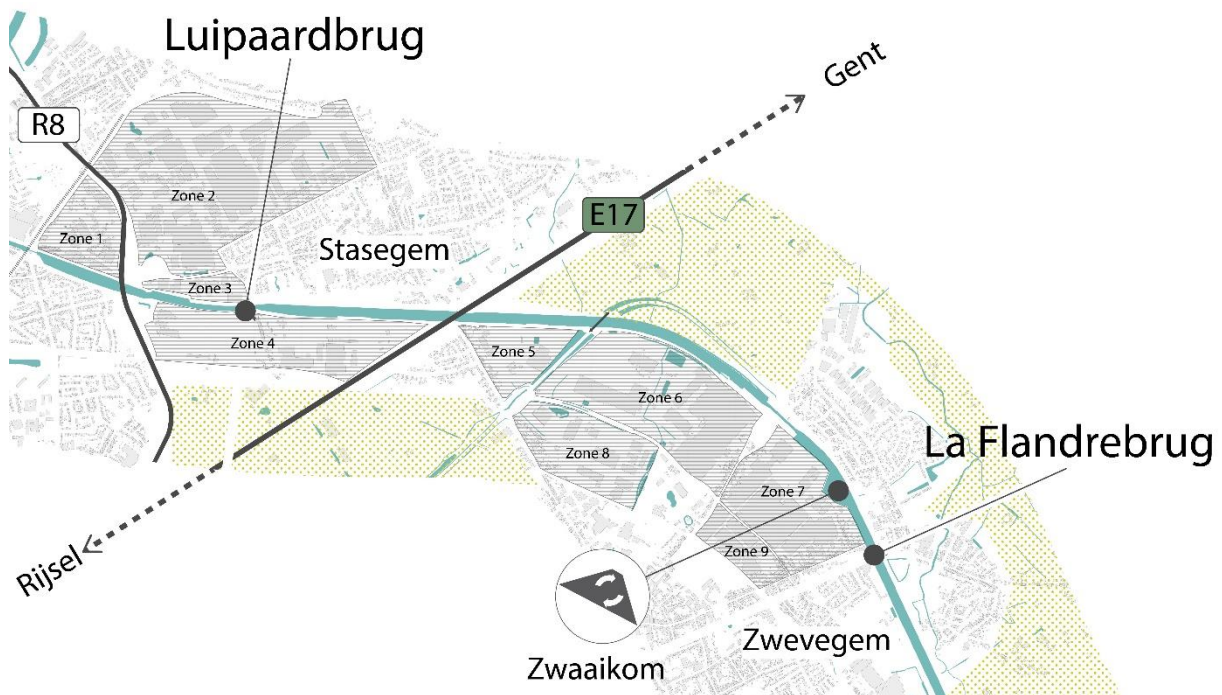 Luipaardbrug
Gent
R8
Zone 2
E17
Zone 1
Stasegem
Zone 3
Zone 4
Zone 5
Zone 6
La Flandrebrug
Zone 8
Zone 7
Zone 9
Rijsel
Zwevegem
Zwaaikom